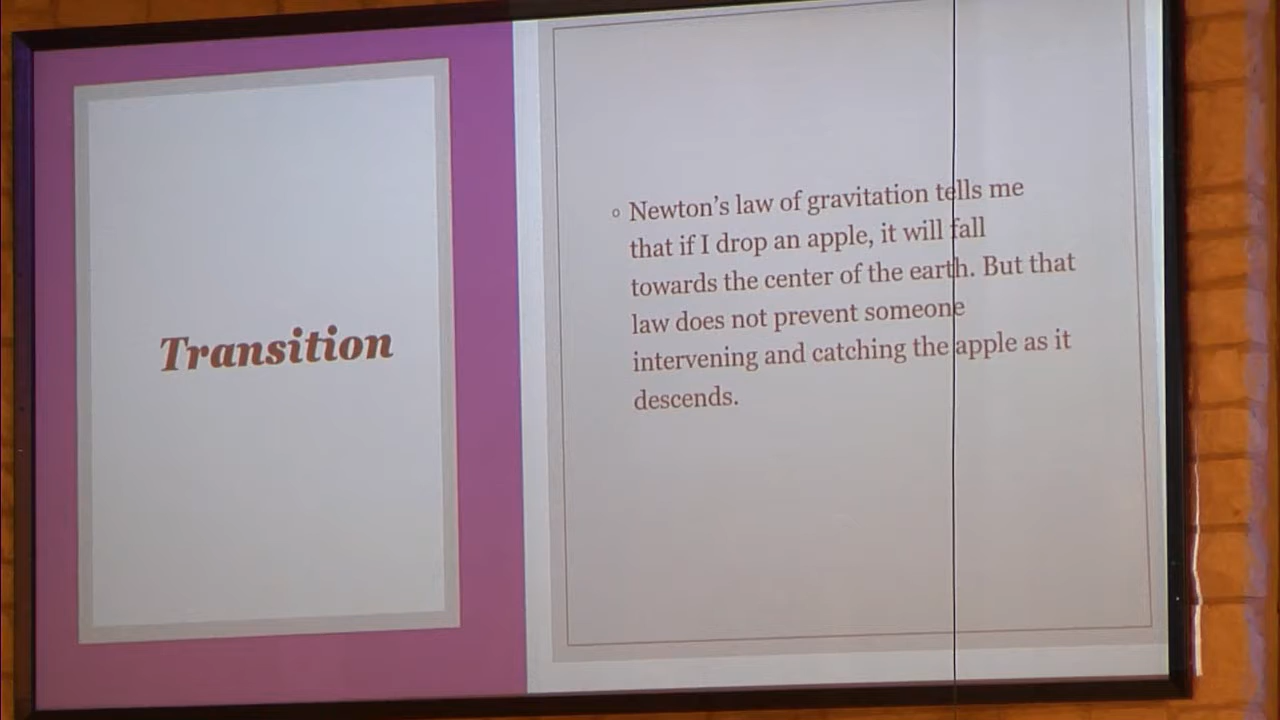 Transition
Newton’s law of gravitation tells me
that if I drop an apple, it will fall
towards the center of the earth. But that
law does not prevent someone
intervening and catching the apple as it
descends.